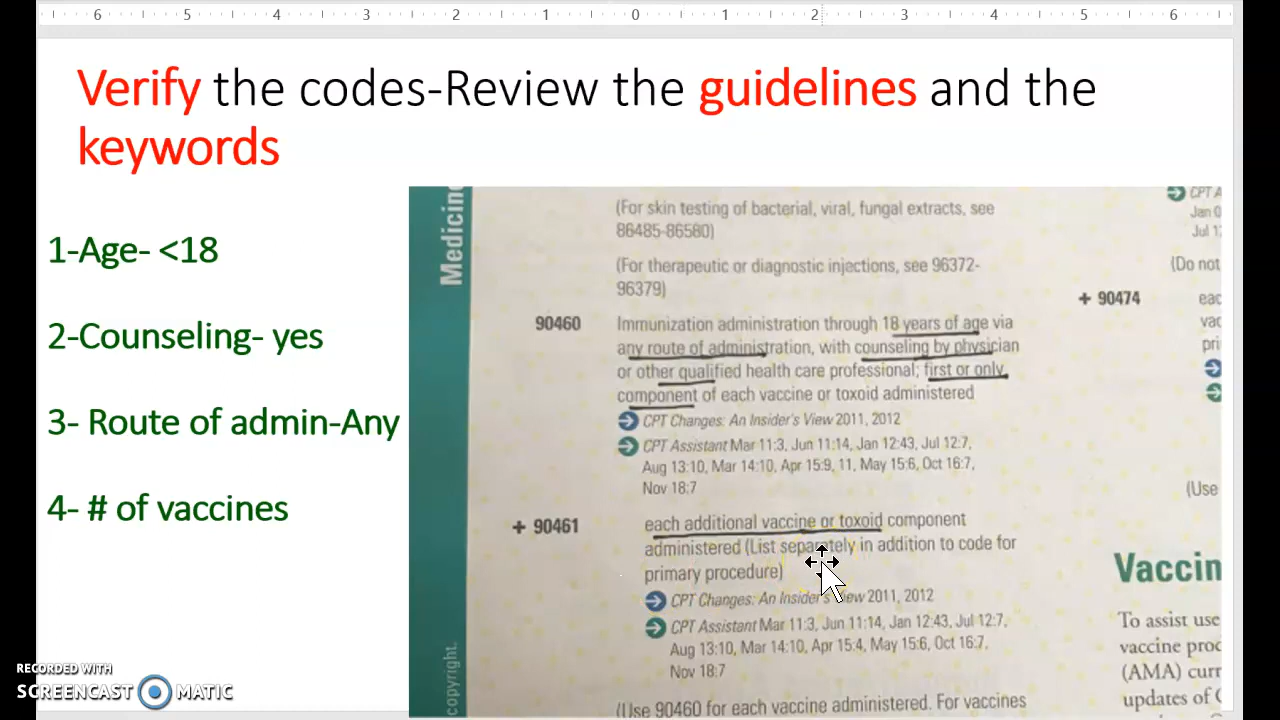 6 5 4 3 2 1 0 1 2 3 4 5 6
Verify the codes-Review the guidelines and the
keywords
1-Age- <18
2-Counseling- yes
3- Route of admin-Any
4- # of vaccines
Medicine
(For skin testing of bacterial, viral, fungal extracts, see
86485-86580)
(For therapeutic or diagnostic injections, see 96372-
96379)
90460 Immunization administration through 18 years of age via
any route of administration, with counseling by physician
or other qualified health care professional; first or only
component of each vaccine or toxoid administered
CPT Changes: An Insider's View 2011, 2012
CPT Assistant Mar 11:3, Jun 11:14, Jan 12:43, Jul 12:7,
Aug 13:10, Mar 14:10, Apr 15:9, 11, May 15:6, Oct 16:7,
Nov 18:7
+ 90461 each additional vaccine or toxoid component
administered (List separately in addition to code for
primary procedure)
CPT Changes: An Insider's View 2011, 2012
CPT Assistant Mar 11:3, Jun 11:14, Jan 12:43, Jul 12:7,
Aug 13:10, Mar 14:10, Apr 15:4, May 15:6, Oct 16:7,
Nov 18:7
(Use 90460 for each vaccine administered. For vaccines
copyright.
CPT A
Jan 0
Jul 1
(Do not
+ 90474 eac
vac
pri
(Use
Vaccin
To assist use
vaccine proc
(AMA) curr
updates of C
RECORDED WITH
SCREENCAST MATIC